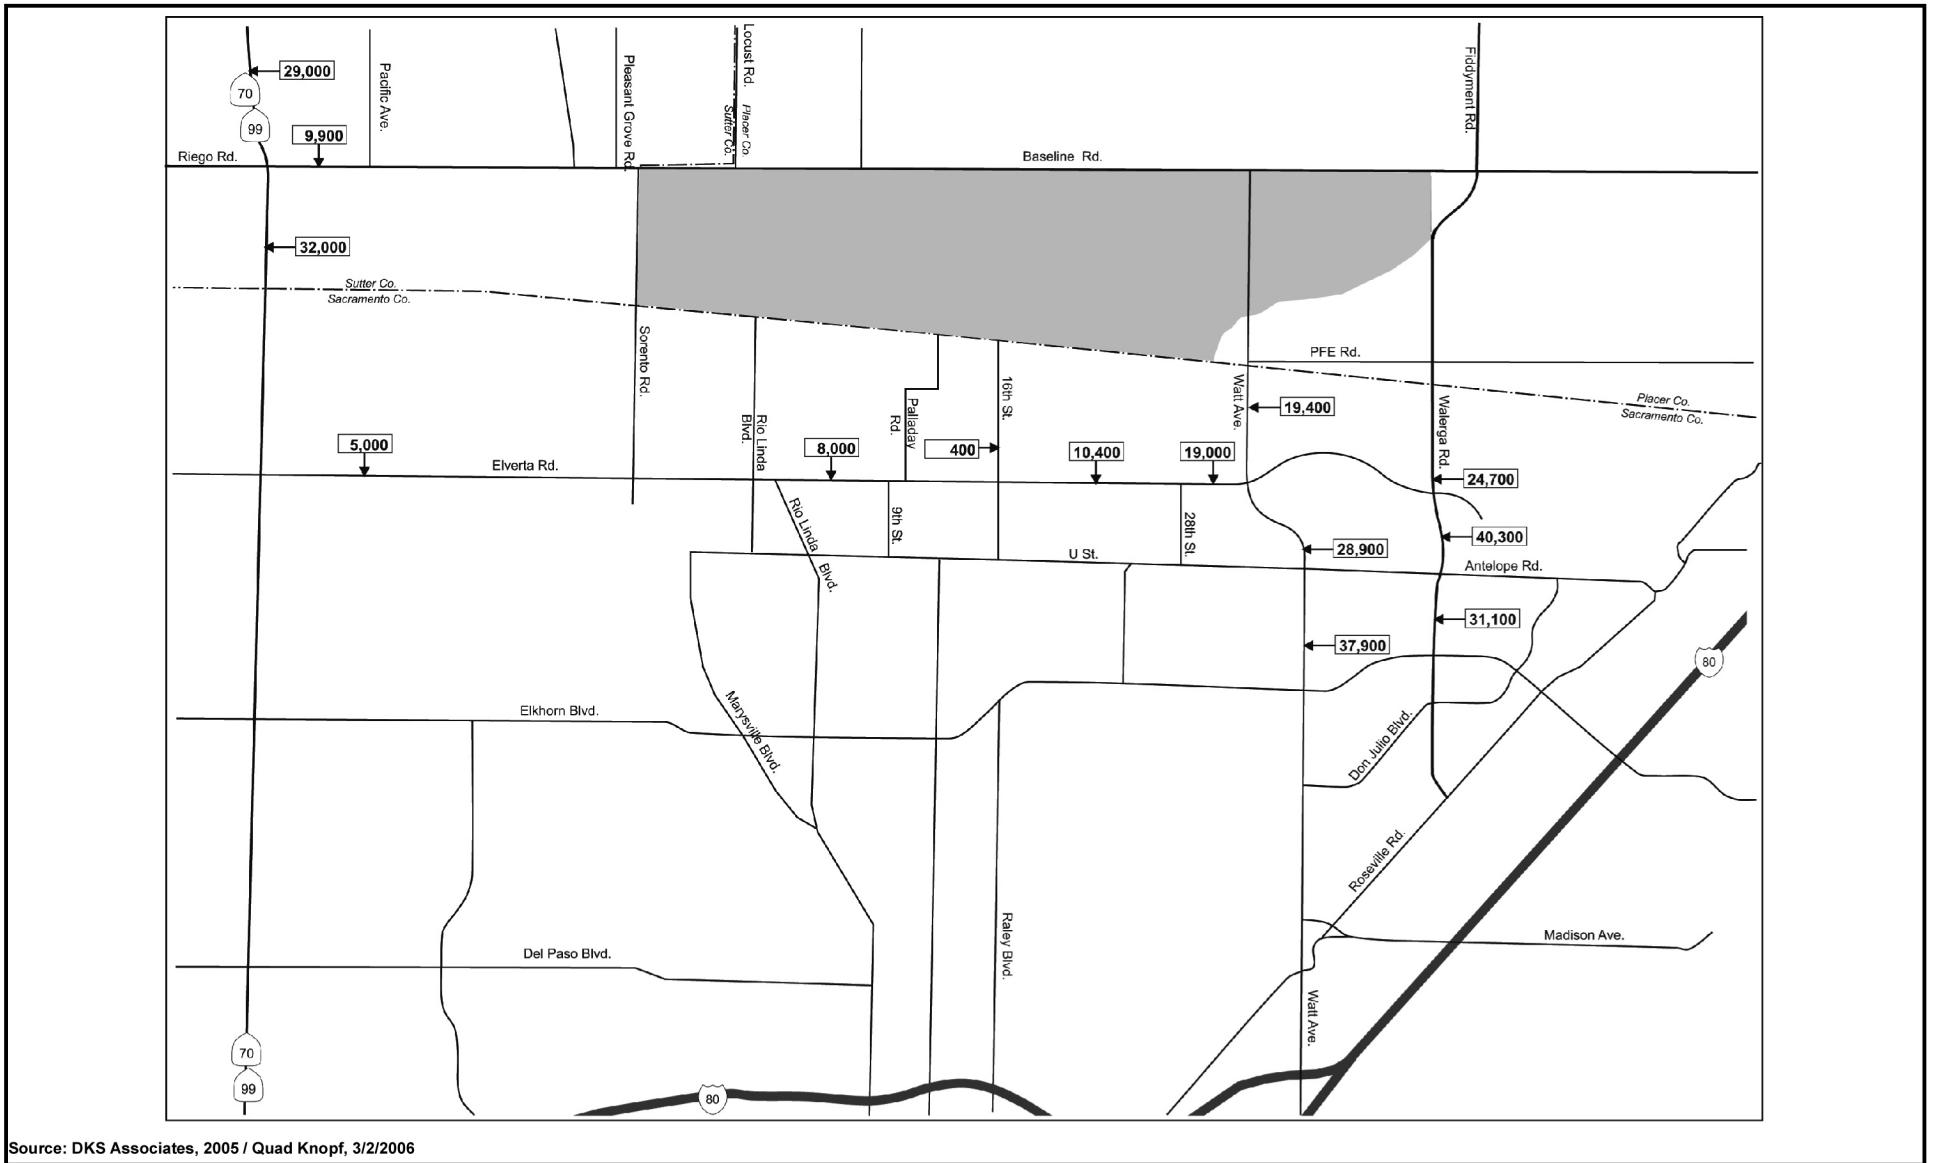 29,000
70
99
Pacific Ave.
9,900
Riego Rd.
Pleasant Grove Rd.
Locust Rd.
Sutter Co.
Placer Co.
Baseline Rd.
Fiddyment Rd.
32,000
Sutter Co.
Sacramento Co.
Sorento Rd.
PFE Rd.
Placer Co.
Sacramento Co.
16th St.
Watt Ave.
19,400
Walerga Rd.
Palladay
Rd.
Rio Linda
Blvd.
5,000
8,000
400
10,400
19,000
Elverta Rd.
24,700
Rio Linda Blvd.
9th St.
28th St.
40,300
28,900
U St.
Antelope Rd.
31,100
37,900
80
Marysville Blvd.
Elkhorn Blvd.
Don Julio Blvd.
Roseville Rd.
Raley Blvd.
Madison Ave.
Del Paso Blvd.
Watt Ave.
70
99
80
Source: DKS Associates, 2005 / Quad Knopf, 3/2/2006